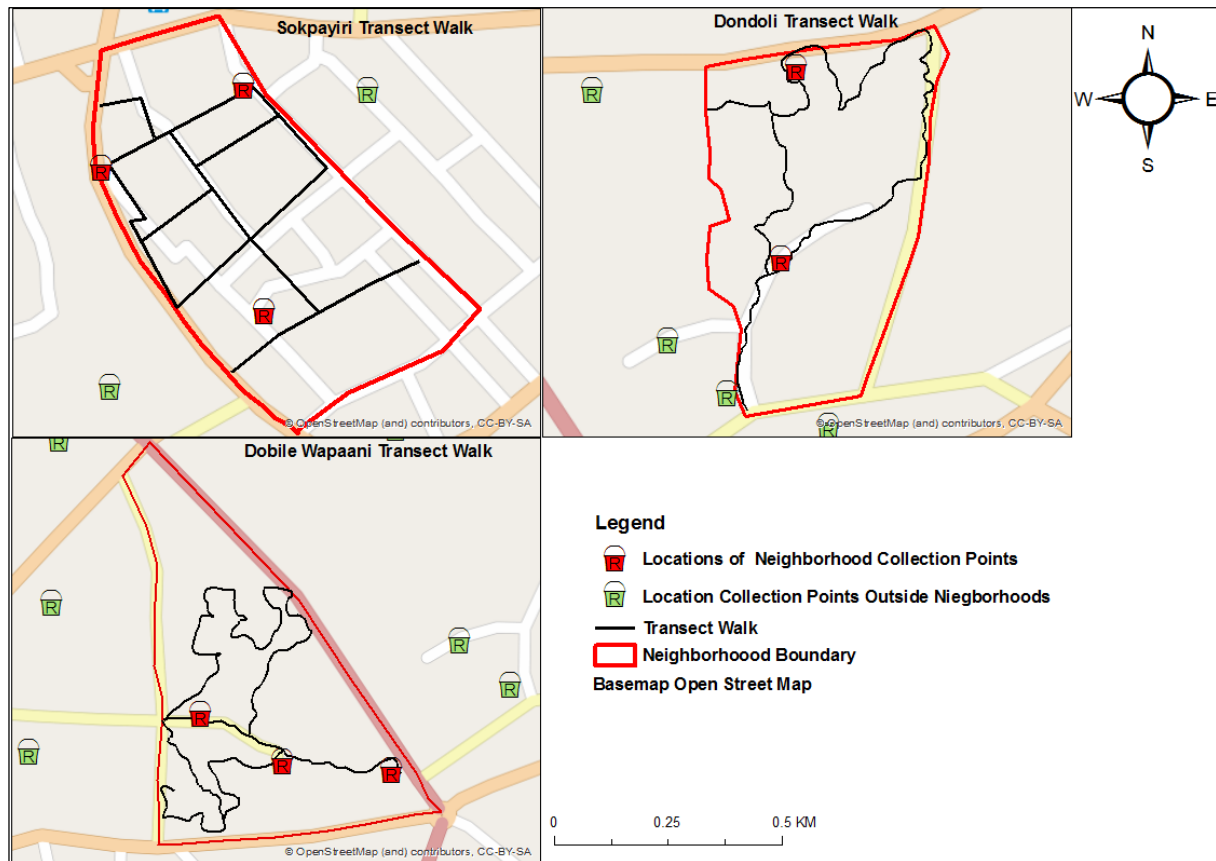 Sokpayiri Transect Walk
R
R
R
R
R
© OpenStreetMap (and) contributors, CC-BY-SA
Dondoli Transect Walk
R
R
R
R
R
R
© OpenStreetMap (and) contributors, CC-BY-SA
N
W
E
S
Dobile Wapaani Transect Walk
R
R
R
R
R
R
R
R
© OpenStreetMap (and) contributors, CC-BY-SA
Legend
R Locations of Neighborhood Collection Points
R Location Collection Points Outside Niegborhoods
Transect Walk
Neighborhoood Boundary
Basemap Open Street Map
0 0.25 0.5 KM